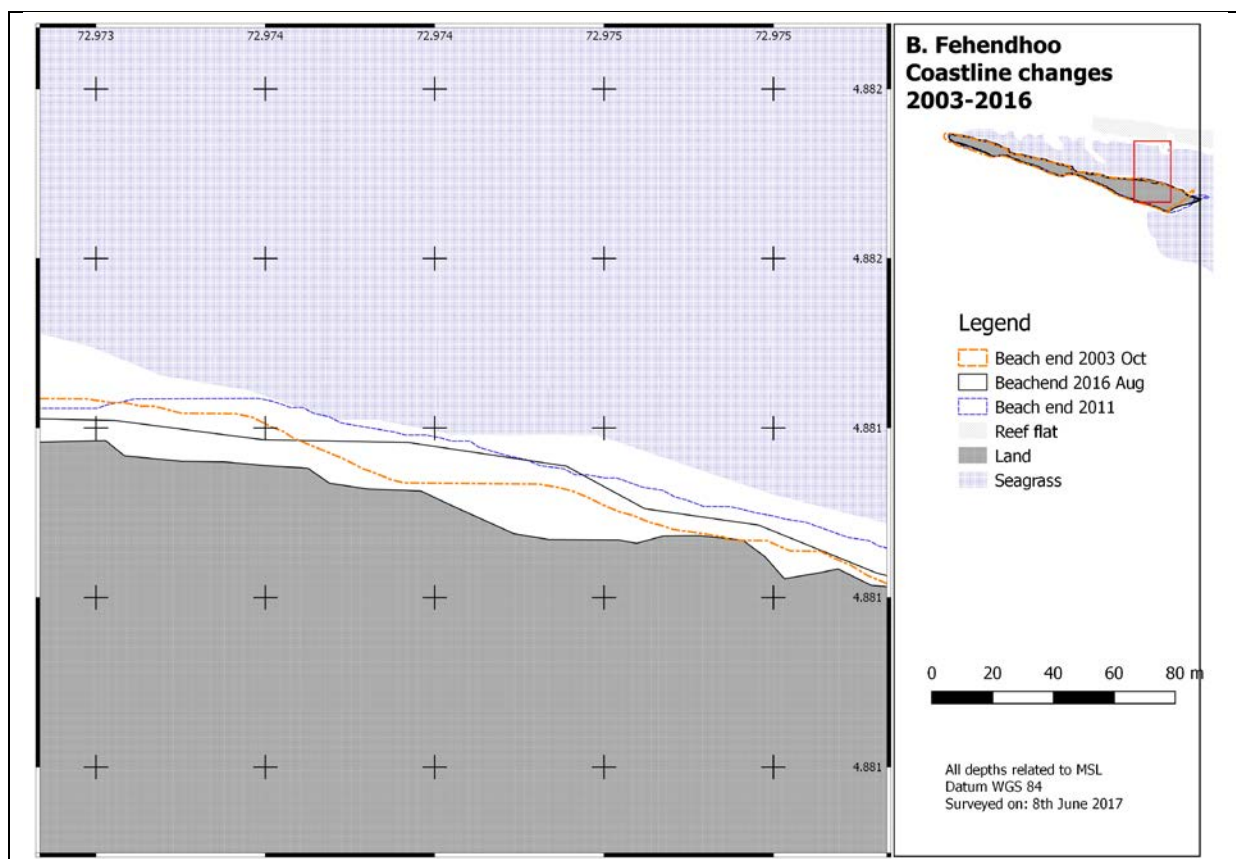 72.973 72.974 72.974 72.975 72.975
4.882
4.882
4.881
4.881
4.881
B. Fehendhoo
Coastline changes
2003-2016
Legend
Beach end 2003 Oct
Beachend 2016 Aug
Beach end 2011
Reef flat
Land
Seagrass
0 20 40 60 80 m
All depths related to MSL
Datum WGS 84
Surveyed on: 8th June 2017